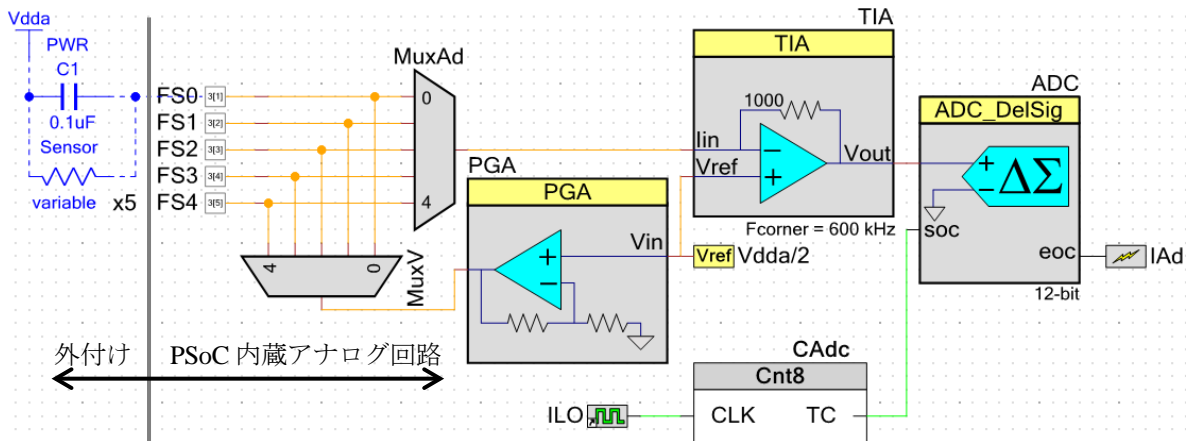 Vdda
PWR
C1
0.1uF
Sensor
variable
x5
FS0 3[1]
FS1 3[2]
FS2 3[3]
FS3 3[4]
FS4 3[5]
MuxAd
0
4
4
0
MuxV
PGA
PGA
Vin
TIA
TIA
1000
Iin
Vref
Vout
Fcorner = 600 kHz
Vref Vdda/2
ADC
ADC_DelSig
ΔΣ
soc
eoc
12-bit
IAd
CAdc
Cnt8
ILO
CLK
TC
外付け
PSoC 内蔵アナログ回路